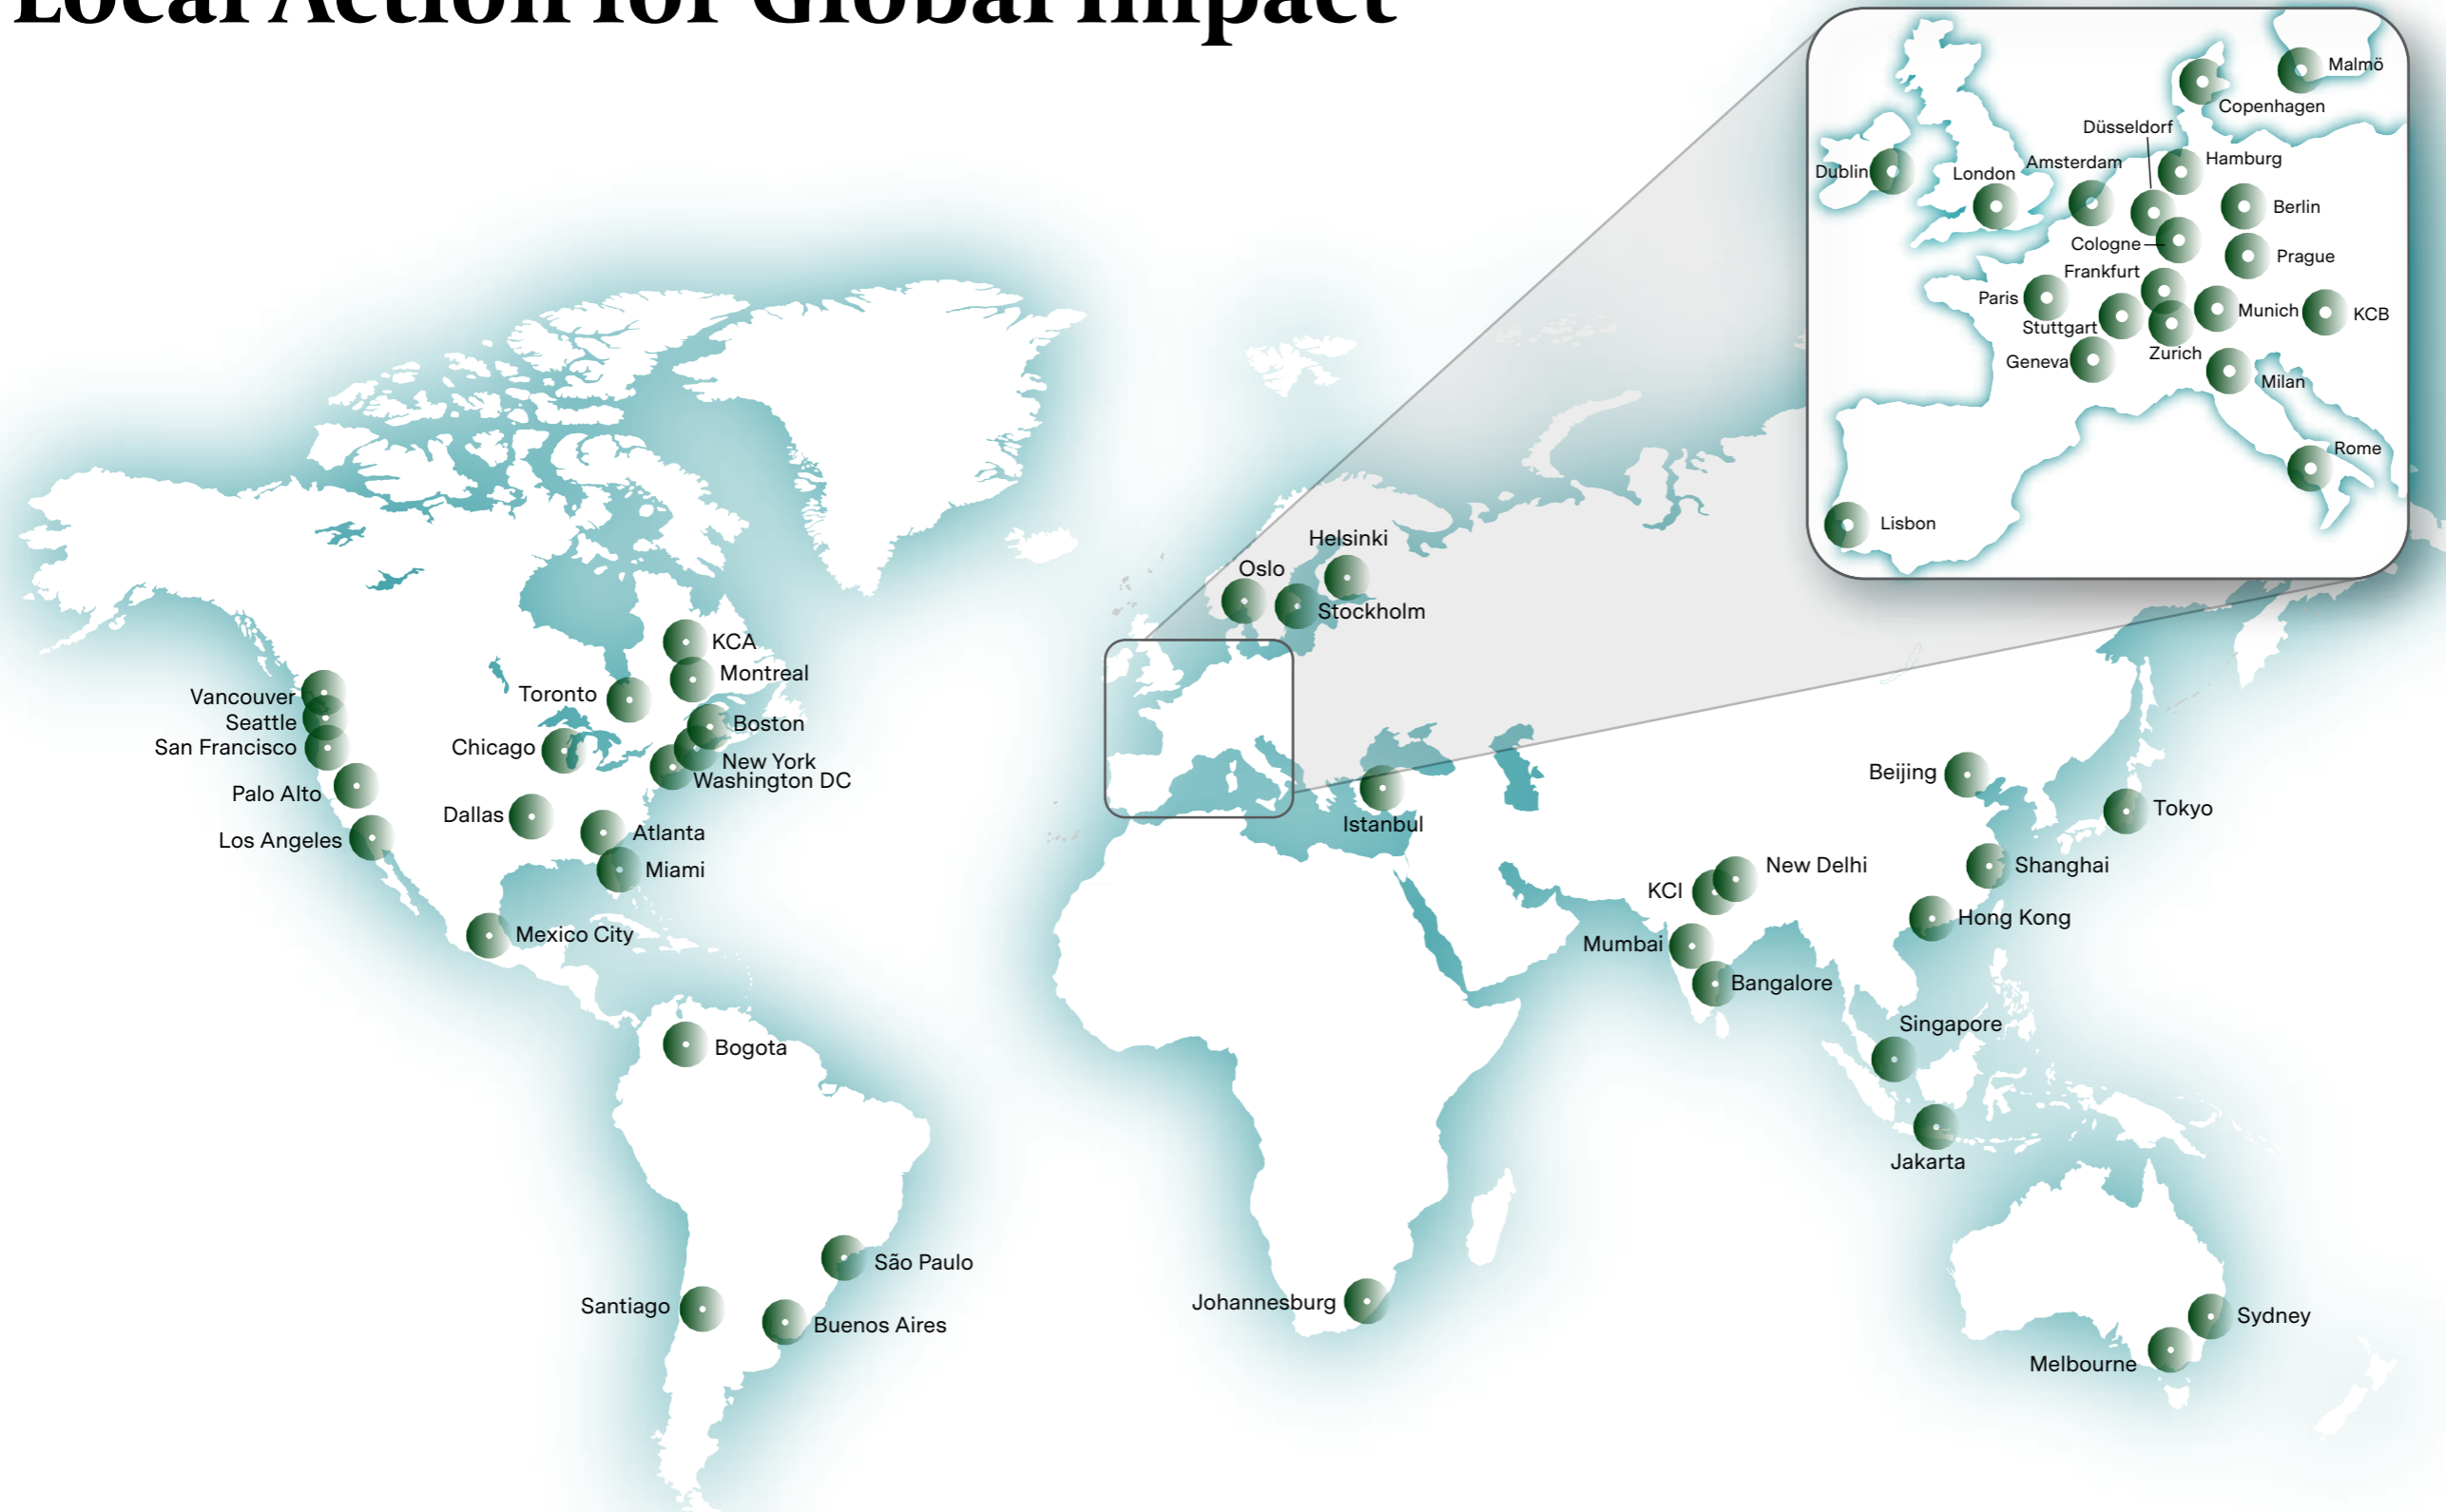 Local Action for Global Impact
Malmö
Copenhagen
Düsseldorf
Hamburg
Amsterdam
Dublin
London
Berlin
Cologne
Prague
Frankfurt
Paris
Munich
KCB
Stuttgart
Zurich
Geneva
Milan
Rome
Lisbon
Helsinki
Oslo
Stockholm
KCA
Montreal
Toronto
Vancouver
Seattle
Boston
San Francisco
Chicago
New York
Washington DC
Palo Alto
Dallas
Atlanta
Los Angeles
Miami
Mexico City
Bogota
São Paulo
Santiago
Buenos Aires
Istanbul
Johannesburg
Beijing
Tokyo
New Delhi
Shanghai
KCI
Hong Kong
Mumbai
Bangalore
Singapore
Jakarta
Sydney
Melbourne